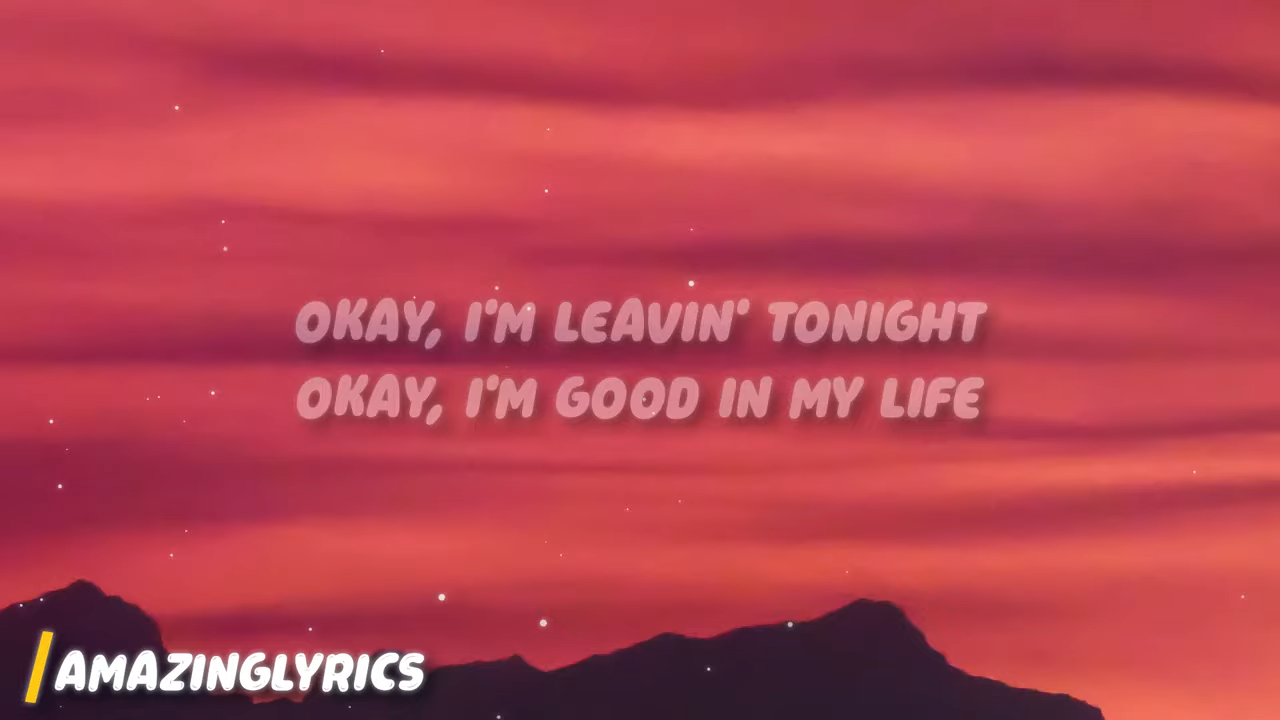 OKAY, I'M LEAVIN' TONIGHT
OKAY, I'M GOOD IN MY LIFE
AMAZINGLYRICS